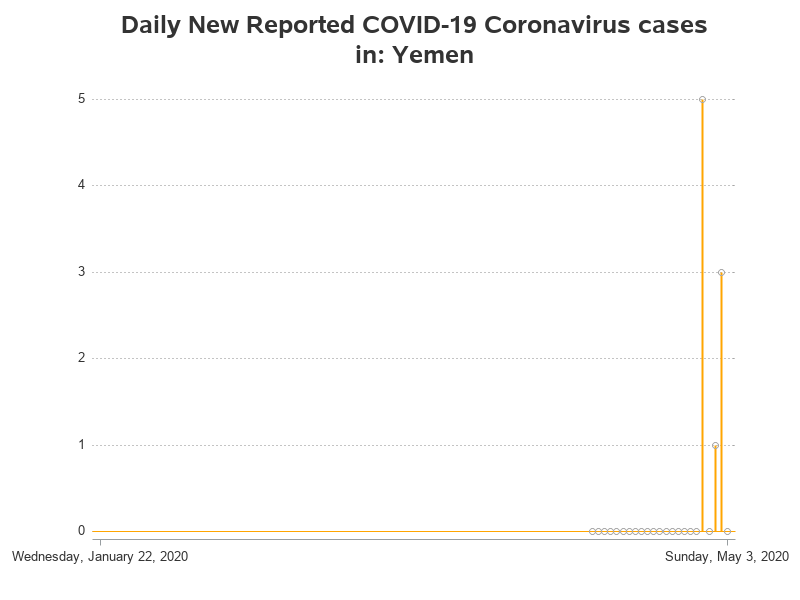 Daily New Reported COVID-19 Coronavirus cases
in: Yemen
5
4
3
2
1
0
Wednesday, January 22, 2020
Sunday, May 3, 2020